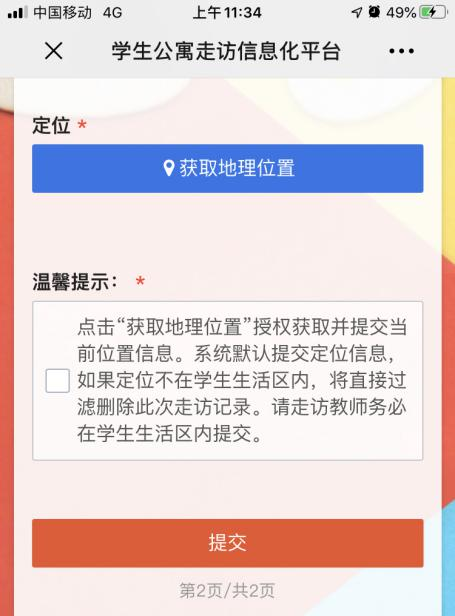 中国移动 4G 上午11:34 49%
学生公寓走访信息化平台
定位 *
获取地理位置
温馨提示： *
点击“获取地理位置”授权获取并提交当
前位置信息。系统默认提交定位信息，
如果定位不在学生生活区内，将直接过
滤删除此次走访记录。请走访教师务必
在学生生活区内提交。
提交
第2页/共2页